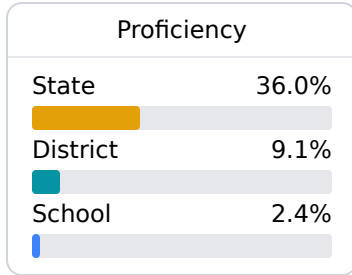 Proficiency
State 36.0%
District 9.1%
School 2.4%